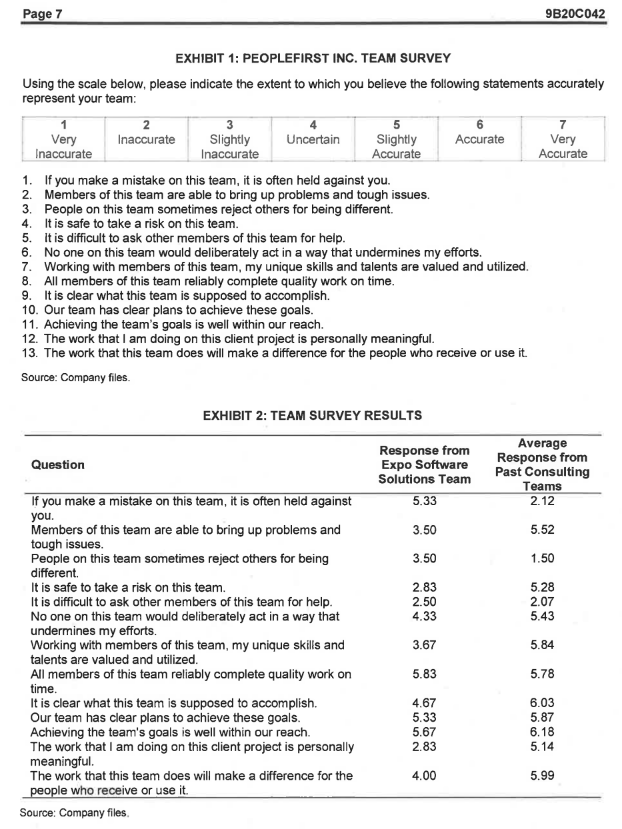 Page 7 9B20C042
EXHIBIT 1: PEOPLEFIRST INC. TEAM SURVEY
Using the scale below, please indicate the extent to which you believe the following statements accurately
represent your team:
1 2 3 4 5 6 7
Very Inaccurate Slightly Uncertain Slightly Accurate Very
Inaccurate Inaccurate Accurate Accurate
1. If you make a mistake on this team, it is often held against you.
2. Members of this team are able to bring up problems and tough issues.
3. People on this team sometimes reject others for being different.
4. It is safe to take a risk on this team.
5. It is difficult to ask other members of this team for help.
6. No one on this team would deliberately act in a way that undermines my efforts.
7. Working with members of this team, my unique skills and talents are valued and utilized.
8. All members of this team reliably complete quality work on time.
9. It is clear what this team is supposed to accomplish.
10. Our team has clear plans to achieve these goals.
11. Achieving the team's goals is well within our reach.
12. The work that I am doing on this client project is personally meaningful.
13. The work that this team does will make a difference for the people who receive or use it.
Source: Company files.
EXHIBIT 2: TEAM SURVEY RESULTS
Question
Response from
Expo Software
Solutions Team
Average
Response from
Past Consulting
Teams
If you make a mistake on this team, it is often held against 5.33 2.12
you.
Members of this team are able to bring up problems and 3.50 5.52
tough issues.
People on this team sometimes reject others for being 3.50 1.50
different.
It is safe to take a risk on this team. 2.83 5.28
It is difficult to ask other members of this team for help. 2.50 2.07
No one on this team would deliberately act in a way that 4.33 5.43
undermines my efforts.
Working with members of this team, my unique skills and 3.67 5.84
talents are valued and utilized.
All members of this team reliably complete quality work on 5.83 5.78
time.
It is clear what this team is supposed to accomplish. 4.67 6.03
Our team has clear plans to achieve these goals. 5.33 5.87
Achieving the team's goals is well within our reach. 5.67 6.18
The work that I am doing on this client project is personally 2.83 5.14
meaningful.
The work that this team does will make a difference for the 4.00 5.99
people who receive or use it.
Source: Company files.